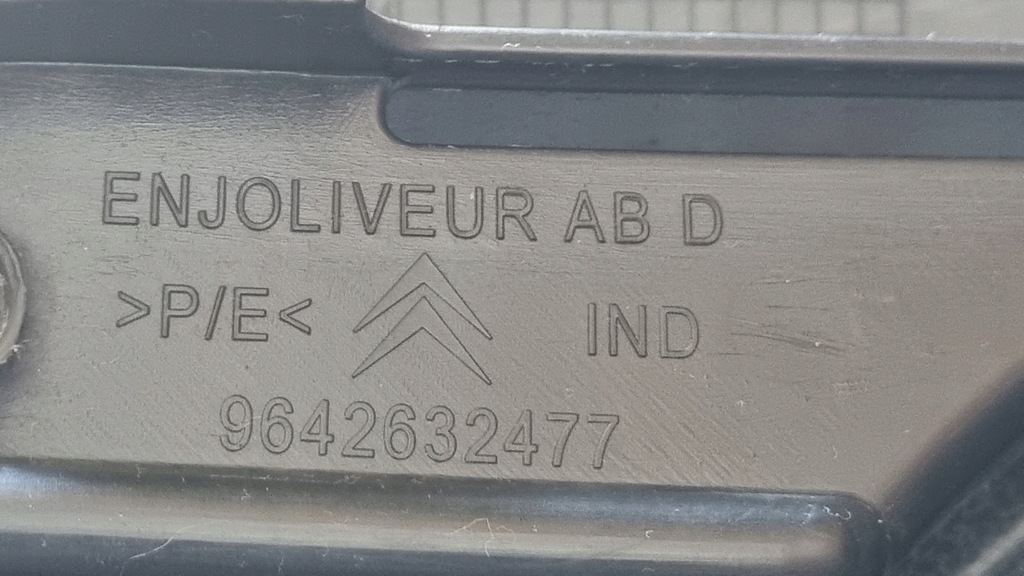 ENJOLIVEUR AB D
>P/E< IND
9642632477